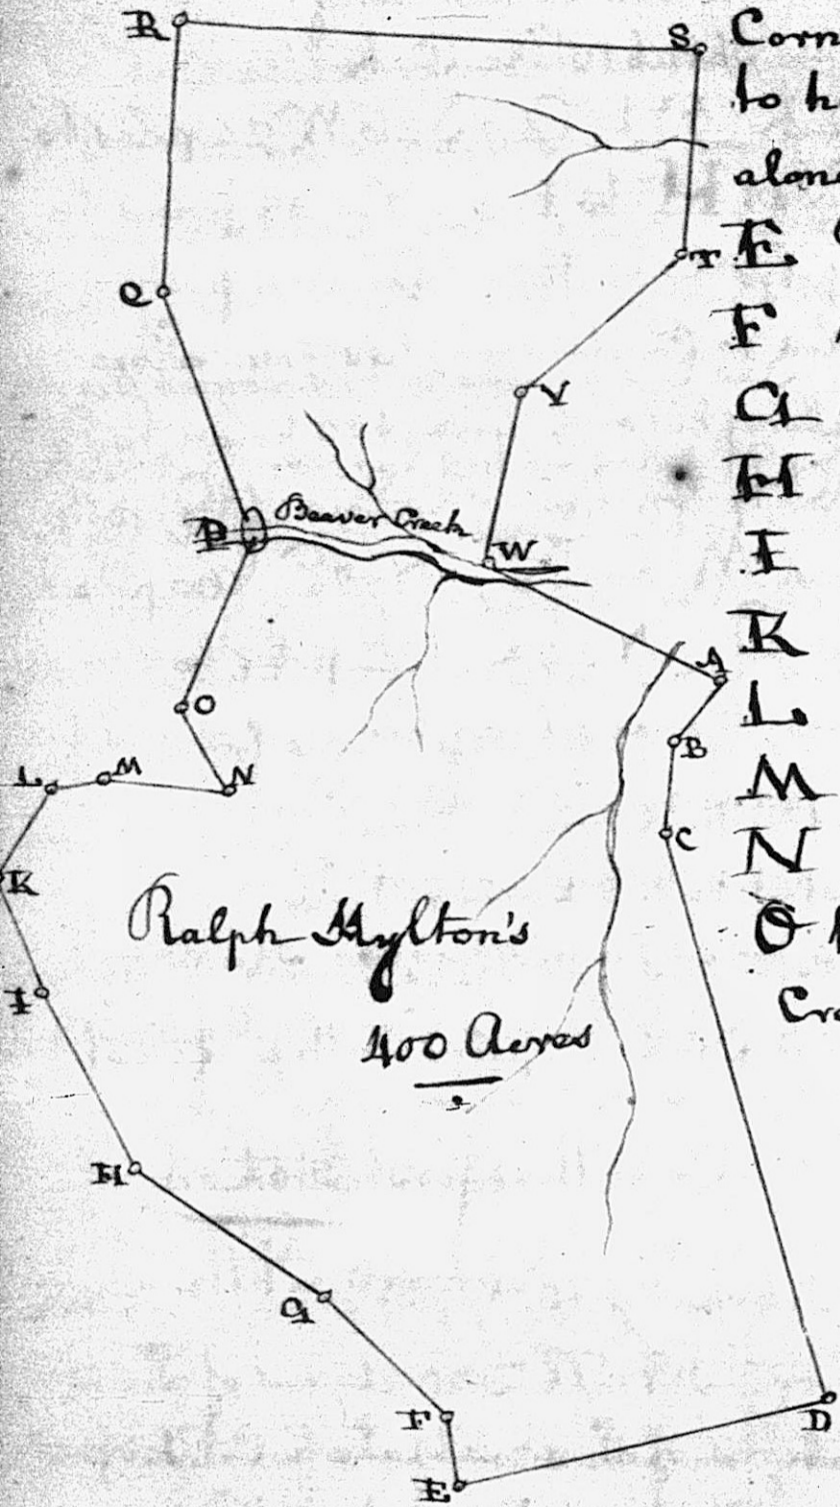 R
S
Corn
to h
alon
T
E
F
G
H
I
K
L
M
N
O
Cre
Q
V
P
Beaver Creek
W
A
O
B
L
M
N
C
K
Ralph Hylton's
I
400 Acres
H
G
F
D
E